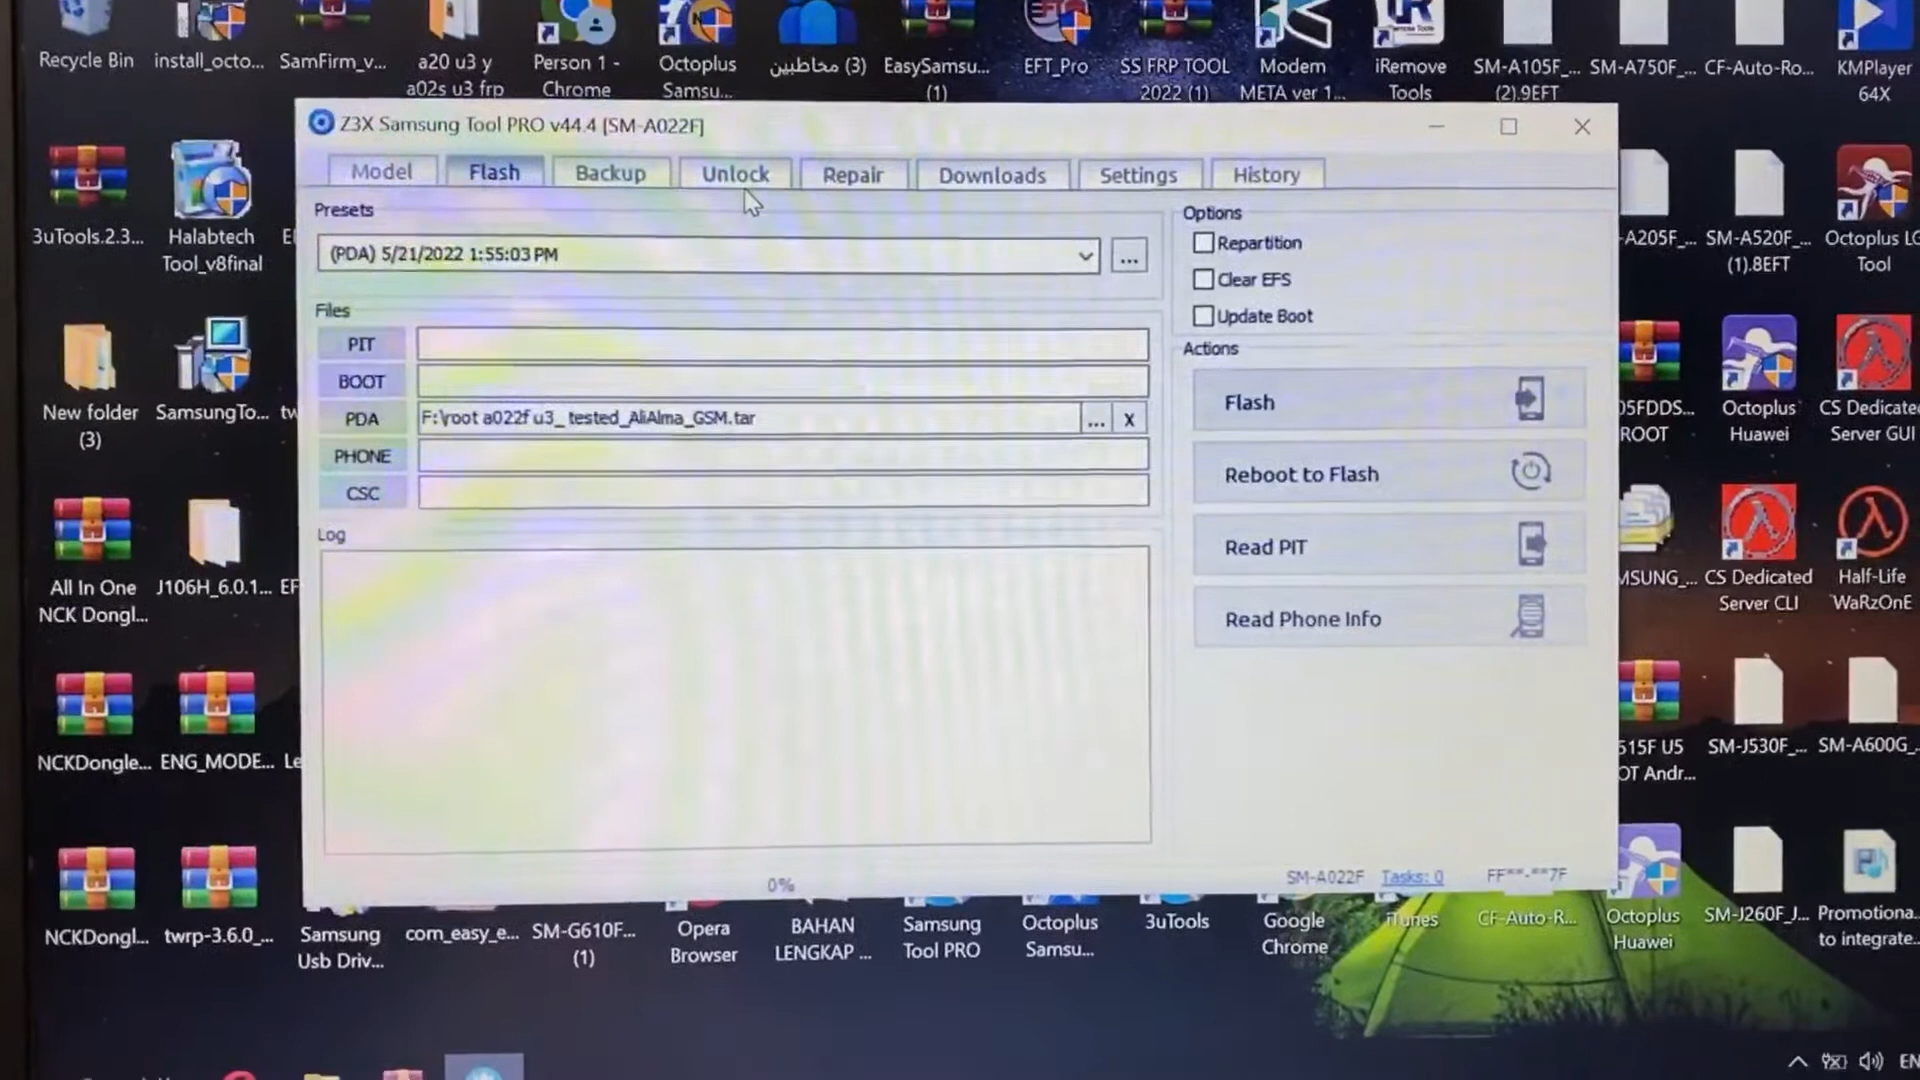 Recycle Bin
install_octo...
SamFirm_v...
a20 u3 y
a02s u3 frp
Person 1 -
Chrome
Octoplus
Samsu...
مخاطبين (3)
EasySamsu...
(1)
EFT_Pro
SS FRP TOOL
2022 (1)
Modem
META ver 1...
iRemove
Tools
SM-A105F_...
(2).9EFT
SM-A750F_...
CF-Auto-Ro...
KMPlayer
64X
Z3X Samsung Tool PRO v44.4 [SM-A022F]
Model
Flash
Backup
Unlock
Repair
Downloads
Settings
History
Presets
(PDA) 5/21/2022 1:55:03 PM
...
Files
PIT
BOOT
PDA
F:\root a022f u3_ tested_AliAlma_GSM.tar
...
x
PHONE
CSC
Log
0%
Options
Repartition
Clear EFS
Update Boot
Actions
Flash
Reboot to Flash
Read PIT
Read Phone Info
SM-A022F
Tasks: 0
FF**-**7F
3uTools.2.3...
Halabtech
Tool_v8final
-A205F_...
SM-A520F_...
(1).8EFT
Octoplus LG
Tool
New folder
(3)
SamsungTo...
05FDDS...
ROOT
Octoplus
Huawei
CS Dedicated
Server GUI
All In One
NCK Dongl...
J106H_6.0.1...
MSUNG_...
CS Dedicated
Server CLI
Half-Life
WaRzOnE
NCKDongle...
ENG_MODE...
515F U5
OT Andr...
SM-J530F_...
SM-A600G_...
NCKDongl...
twrp-3.6.0_...
Samsung
Usb Driv...
com_easy_e...
SM-G610F...
(1)
Opera
Browser
BAHAN
LENGKAP ...
Samsung
Tool PRO
Octoplus
Samsu...
3uTools
Google
Chrome
iTunes
CF-Auto-R...
Octoplus
Huawei
SM-J260F_J...
Promotiona...
to integrate...